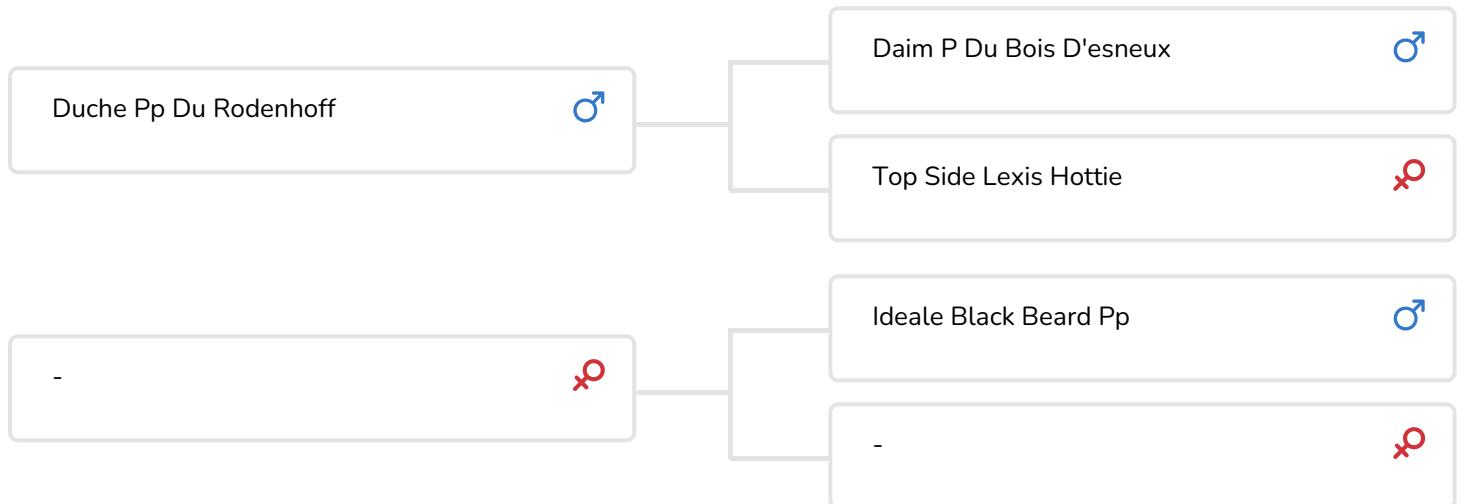 Duche Pp Du Rodenhoff
Daim P Du Bois D'esneux
Top Side Lexis Hottie
-
Ideale Black Beard Pp
-